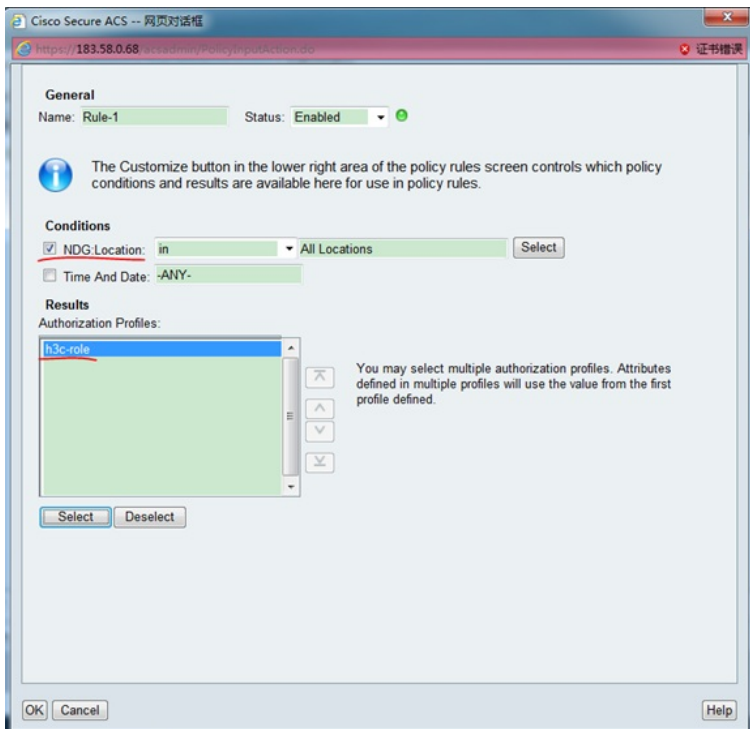 Cisco Secure ACS -- 网页对话框
https://183.58.0.68/acsadmin/PolicyInputAction.do 证书错误
General
Name: Rule-1 Status: Enabled
The Customize button in the lower right area of the policy rules screen controls which policy
conditions and results are available here for use in policy rules.
Conditions
NDG:Location: in All Locations Select
Time And Date: -ANY-
Results
Authorization Profiles:
h3c-role
You may select multiple authorization profiles. Attributes
defined in multiple profiles will use the value from the first
profile defined.
Select Deselect
OK Cancel Help